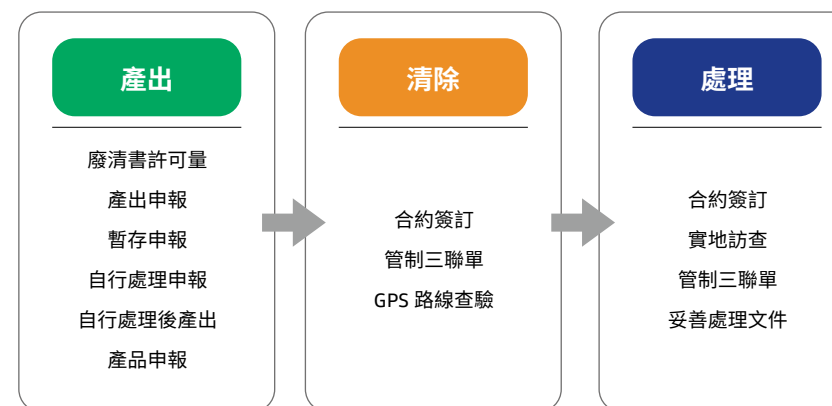 產出
廢清書許可量
產出申報
暫存申報
自行處理申報
自行處理後產出
產品申報
清除
合約簽訂
管制三聯單
GPS 路線查驗
處理
合約簽訂
實地訪查
管制三聯單
妥善處理文件